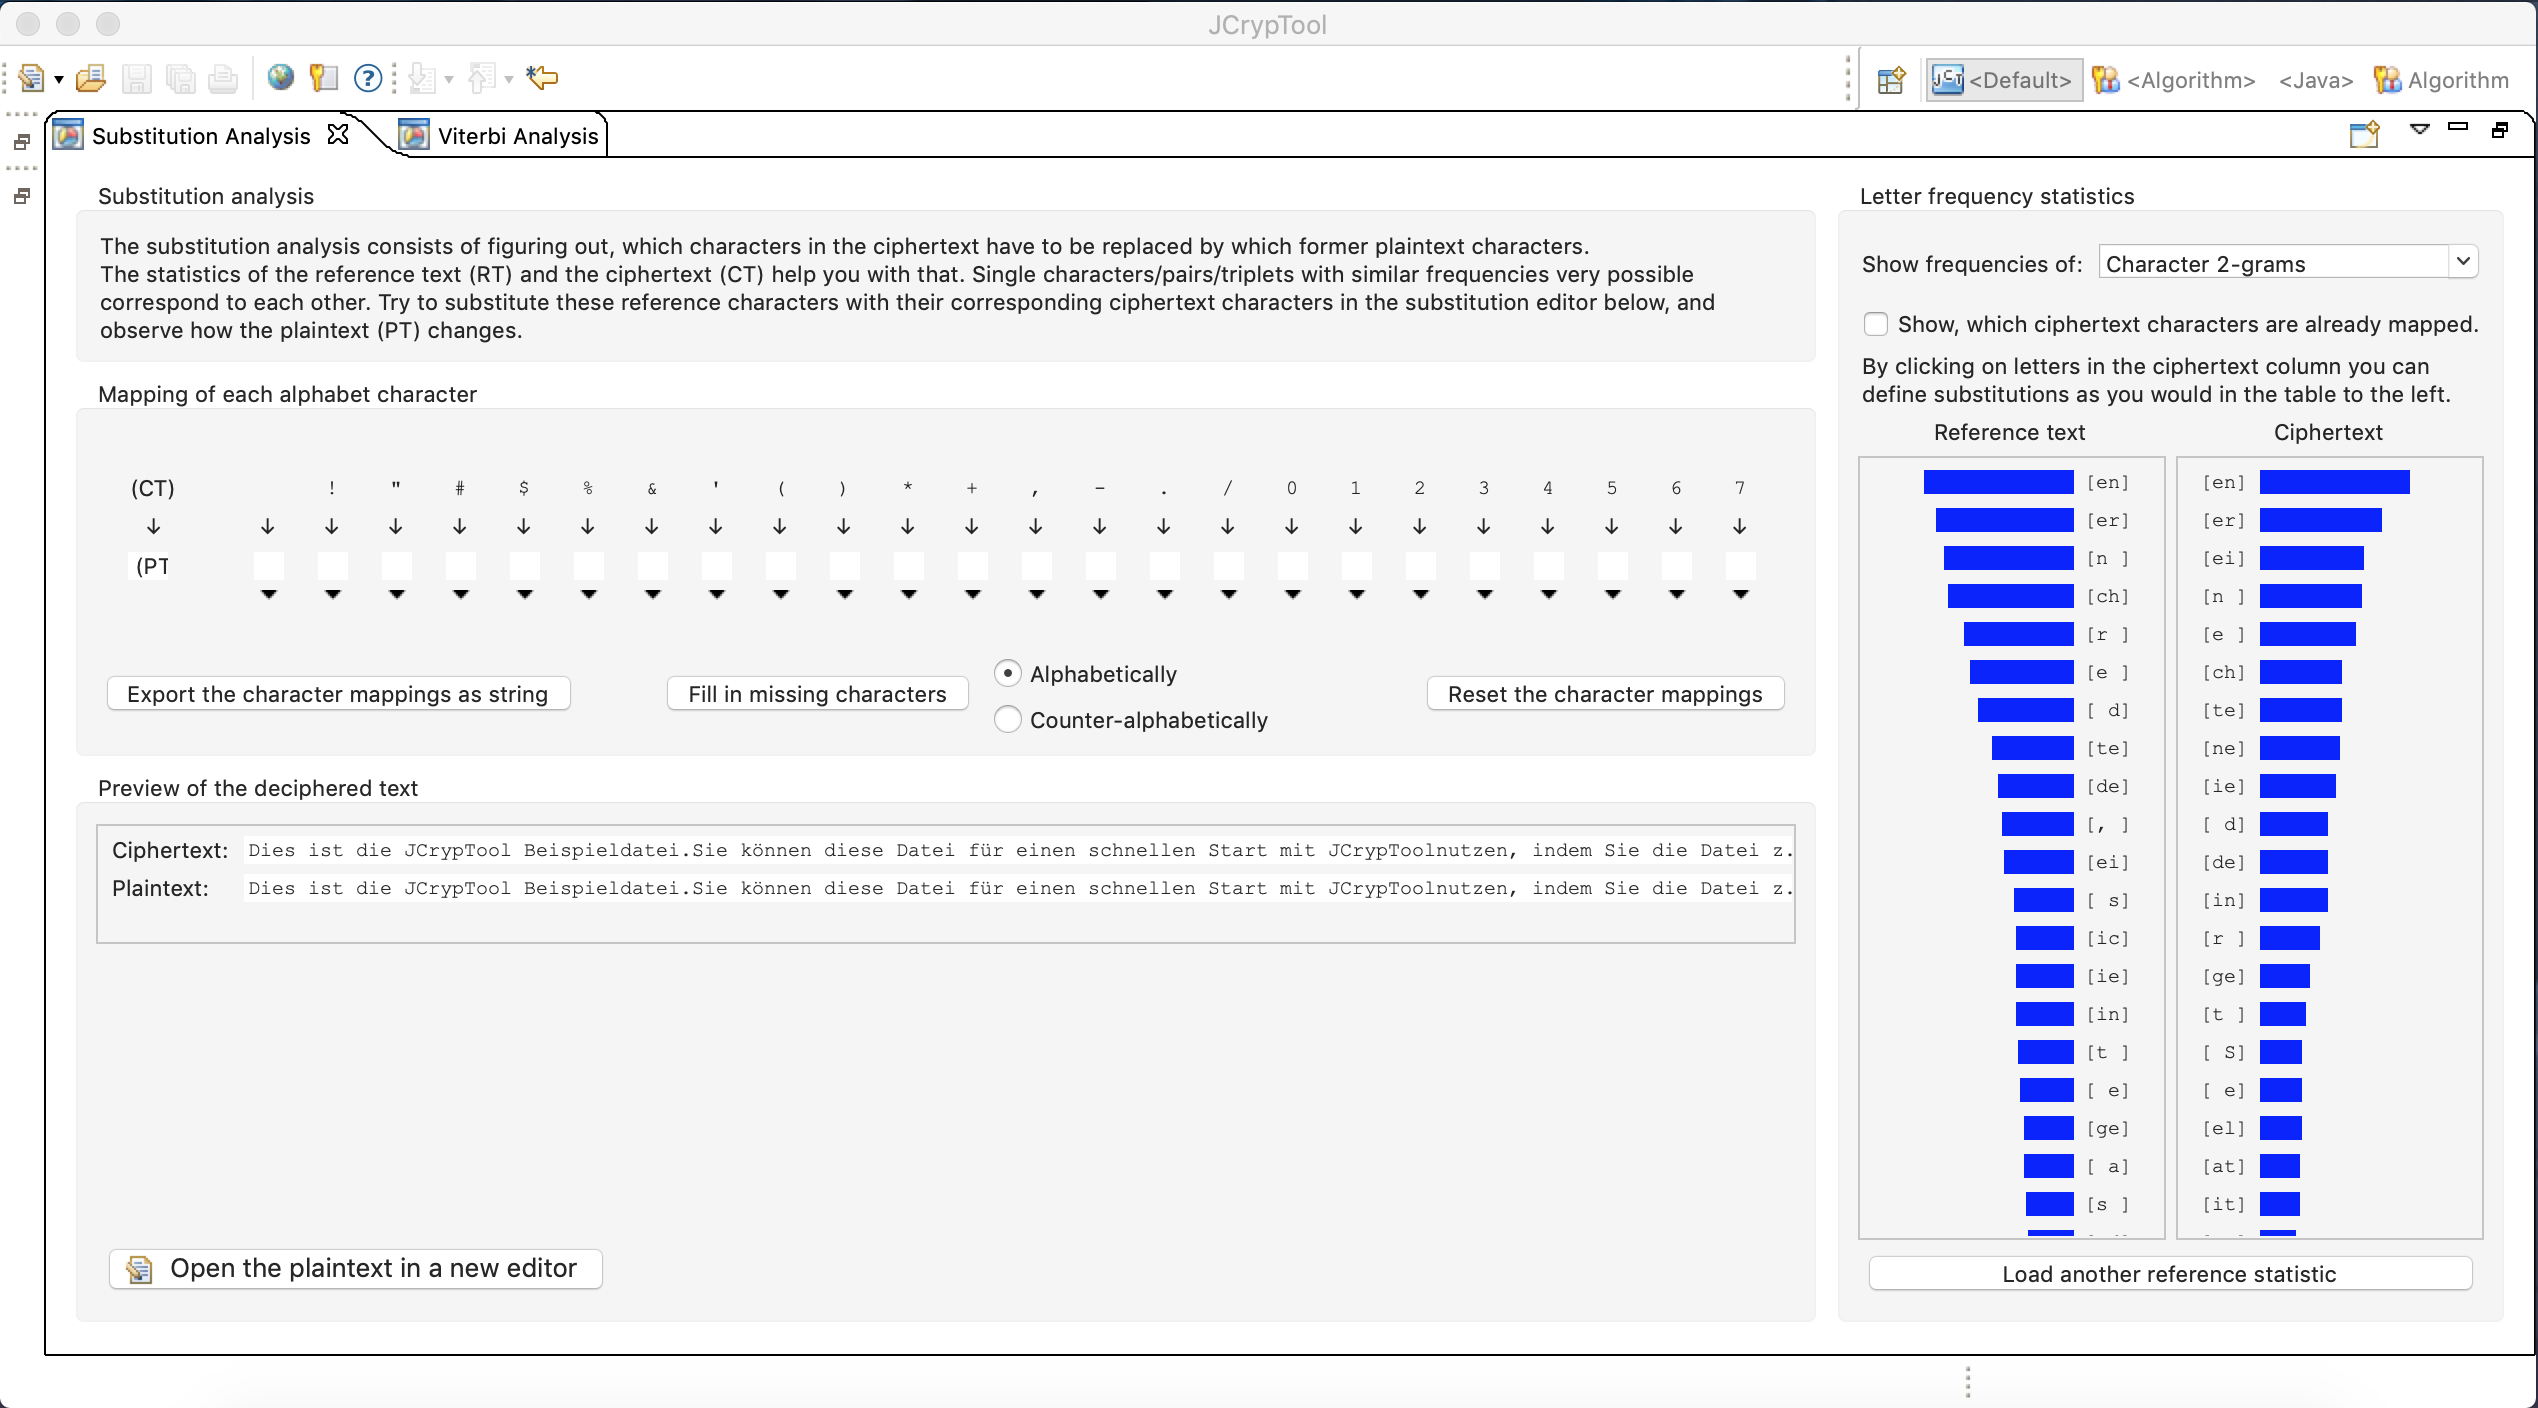 JCrypTool
<Default>
<Algorithm>
<Java>
Algorithm
Substitution Analysis
Viterbi Analysis
Substitution analysis
The substitution analysis consists of figuring out, which characters in the ciphertext have to be replaced by which former plaintext characters.
The statistics of the reference text (RT) and the ciphertext (CT) help you with that. Single characters/pairs/triplets with similar frequencies very possible
correspond to each other. Try to substitute these reference characters with their corresponding ciphertext characters in the substitution editor below, and
observe how the plaintext (PT) changes.
Mapping of each alphabet character
(CT) ! " # $ % & ' ( ) * + , - . / 0 1 2 3 4 5 6 7
(PT
Export the character mappings as string
Fill in missing characters
Alphabetically
Counter-alphabetically
Reset the character mappings
Preview of the deciphered text
Ciphertext: Dies ist die JCrypTool Beispieldatei.Sie können diese Datei für einen schnellen Start mit JCrypToolnutzen, indem Sie die Datei z.
Plaintext: Dies ist die JCrypTool Beispieldatei.Sie können diese Datei für einen schnellen Start mit JCrypToolnutzen, indem Sie die Datei z.
Open the plaintext in a new editor
Letter frequency statistics
Show frequencies of: Character 2-grams
Show, which ciphertext characters are already mapped.
By clicking on letters in the ciphertext column you can
define substitutions as you would in the table to the left.
Reference text Ciphertext
[en] [en]
[er] [er]
[n ] [ei]
[ch] [n ]
[r ] [e ]
[e ] [ch]
[ d] [te]
[te] [ne]
[de] [ie]
[, ] [ d]
[ei] [de]
[ s] [in]
[ic] [r ]
[ie] [ge]
[in] [t ]
[t ] [ S]
[ e] [ e]
[ge] [el]
[ a] [at]
[s ] [it]
Load another reference statistic